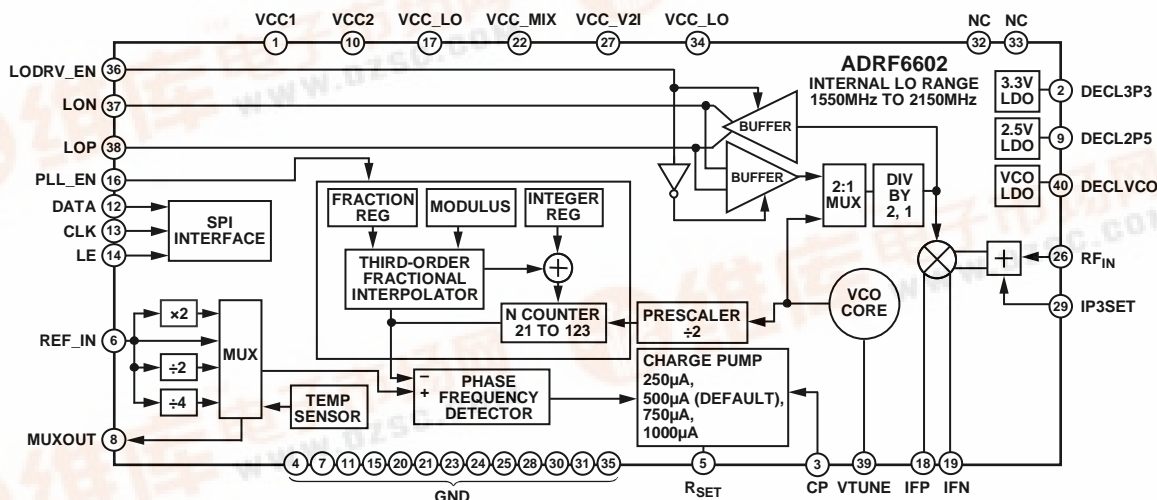 VCC1 VCC2 VCC_LO VCC_MIX VCC_V2I VCC_LO NC NC
1 10 17 22 27 34 32 33
LODRV_EN 36
LON 37
LOP 38
PLL_EN 16
DATA 12
CLK 13
LE 14
SPI
INTERFACE
REF_IN 6
×2
÷2
÷4
MUX
TEMP
SENSOR
MUXOUT 8
FRACTION
REG
MODULUS
INTEGER
REG
THIRD-ORDER
FRACTIONAL
INTERPOLATOR
+
N COUNTER
21 TO 123
PRESCALER
÷2
−
+
PHASE
FREQUENCY
DETECTOR
CHARGE PUMP
250µA,
500µA (DEFAULT),
750µA,
1000µA
BUFFER
BUFFER
2:1
MUX
DIV
BY
2, 1
VCO
CORE
ADRF6602
INTERNAL LO RANGE
1550MHz TO 2150MHz
3.3V
LDO
2 DECL3P3
2.5V
LDO
9 DECL2P5
VCO
LDO
40 DECLVCO
+
26 RFIN
29 IP3SET
4 7 11 15 20 21 23 24 25 28 30 31 35
GND
5 3 39 18 19
RSET CP VTUNE IFP IFN
WWW.DZSC.COM